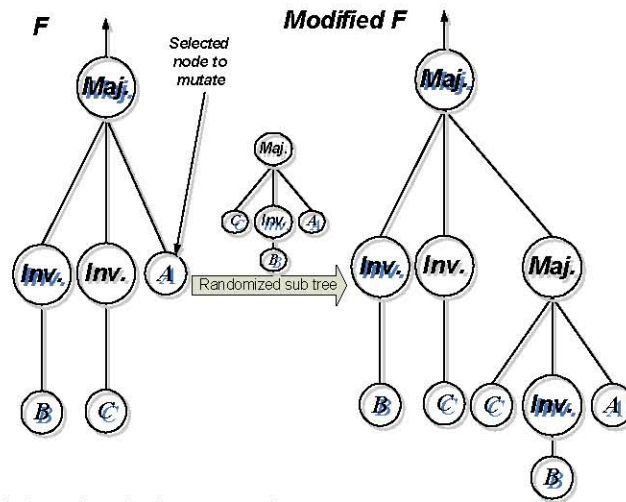 F
Selected
node to
mutate
Modified F
Maj.
Maj.
Maj.
C
Inv.
A
B
Inv.
Inv.
A
Randomized sub tree
Inv.
Inv.
Maj.
B
C
B
C
C
Inv.
A
B